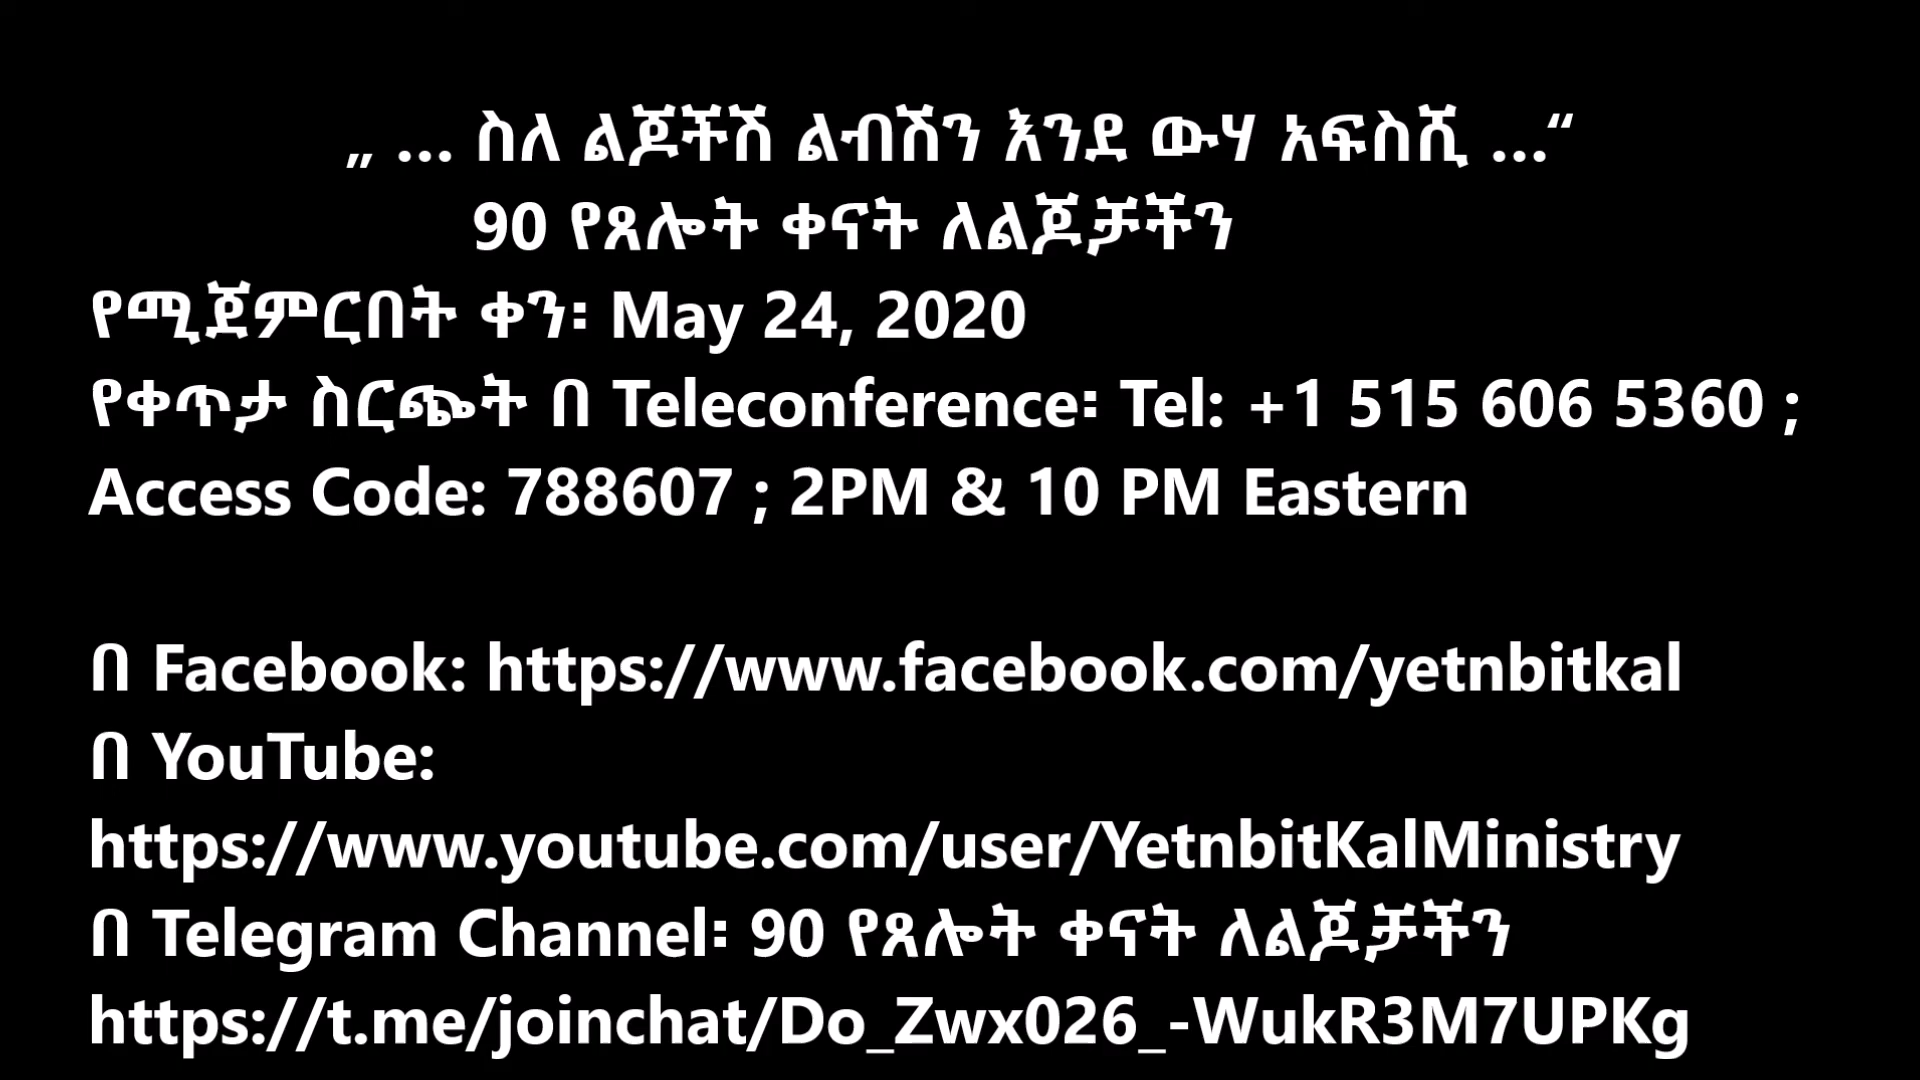 „ … ስለ ልጆችሽ ልብሽን እንደ ውሃ አፍስሺ …“
90 የጸሎት ቀናት ለልጆቻችን
የሚጀምርበት ቀን፡ May 24, 2020
የቀጥታ ስርጭት በ Teleconference፡ Tel: +1 515 606 5360 ;
Access Code: 788607 ; 2PM & 10 PM Eastern
በ Facebook: https://www.facebook.com/yetnbitkal
በ YouTube:
https://www.youtube.com/user/YetnbitKalMinistry
በ Telegram Channel፡ 90 የጸሎት ቀናት ለልጆቻችን
https://t.me/joinchat/Do_Zwx026_-WukR3M7UPKg